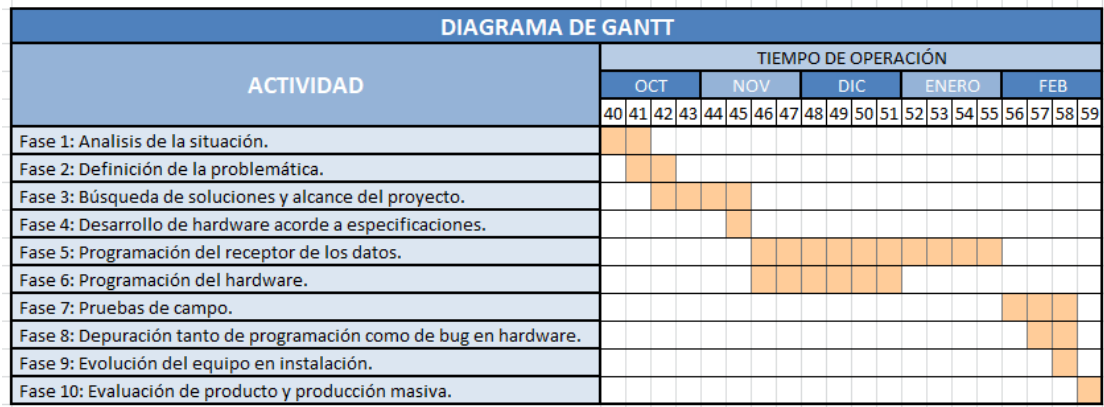 DIAGRAMA DE GANTT
ACTIVIDAD
TIEMPO DE OPERACIÓN
OCT NOV DIC ENERO FEB
40 41 42 43 44 45 46 47 48 49 50 51 52 53 54 55 56 57 58 59
Fase 1: Analisis de la situación.
Fase 2: Definición de la problemática.
Fase 3: Búsqueda de soluciones y alcance del proyecto.
Fase 4: Desarrollo de hardware acorde a especificaciones.
Fase 5: Programación del receptor de los datos.
Fase 6: Programación del hardware.
Fase 7: Pruebas de campo.
Fase 8: Depuración tanto de programación como de bug en hardware.
Fase 9: Evolución del equipo en instalación.
Fase 10: Evaluación de producto y producción masiva.